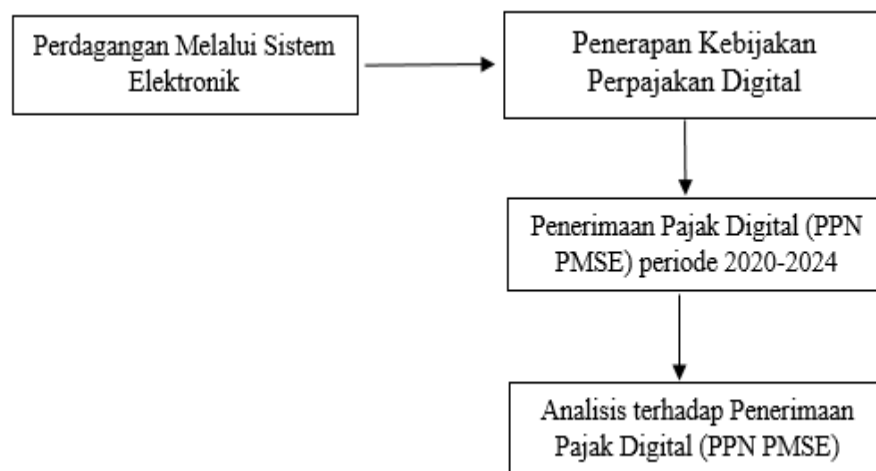 Perdagangan Melalui Sistem
Elektronik
Penerapan Kebijakan
Perpajakan Digital
Penerimaan Pajak Digital (PPN
PMSE) periode 2020-2024
Analisis terhadap Penerimaan
Pajak Digital (PPN PMSE)